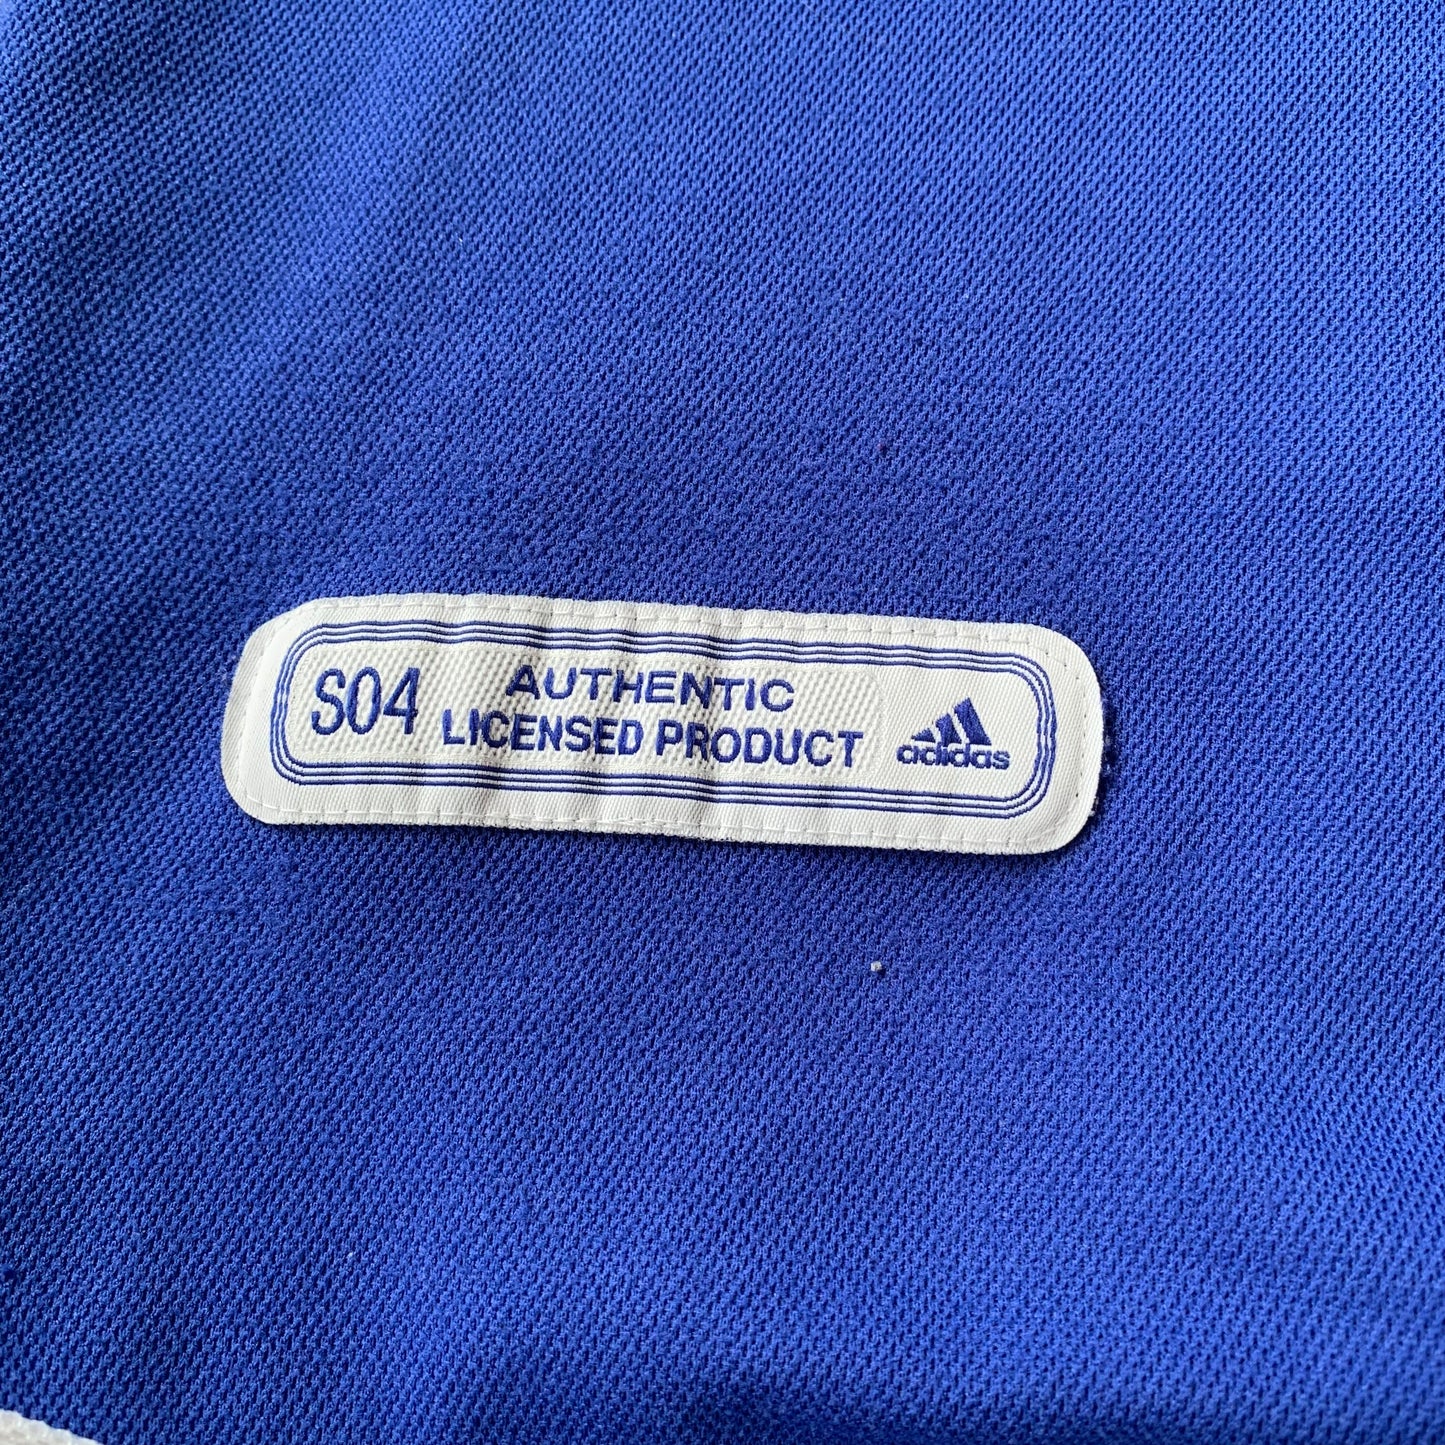 S04
AUTHENTIC
LICENSED PRODUCT
adidas